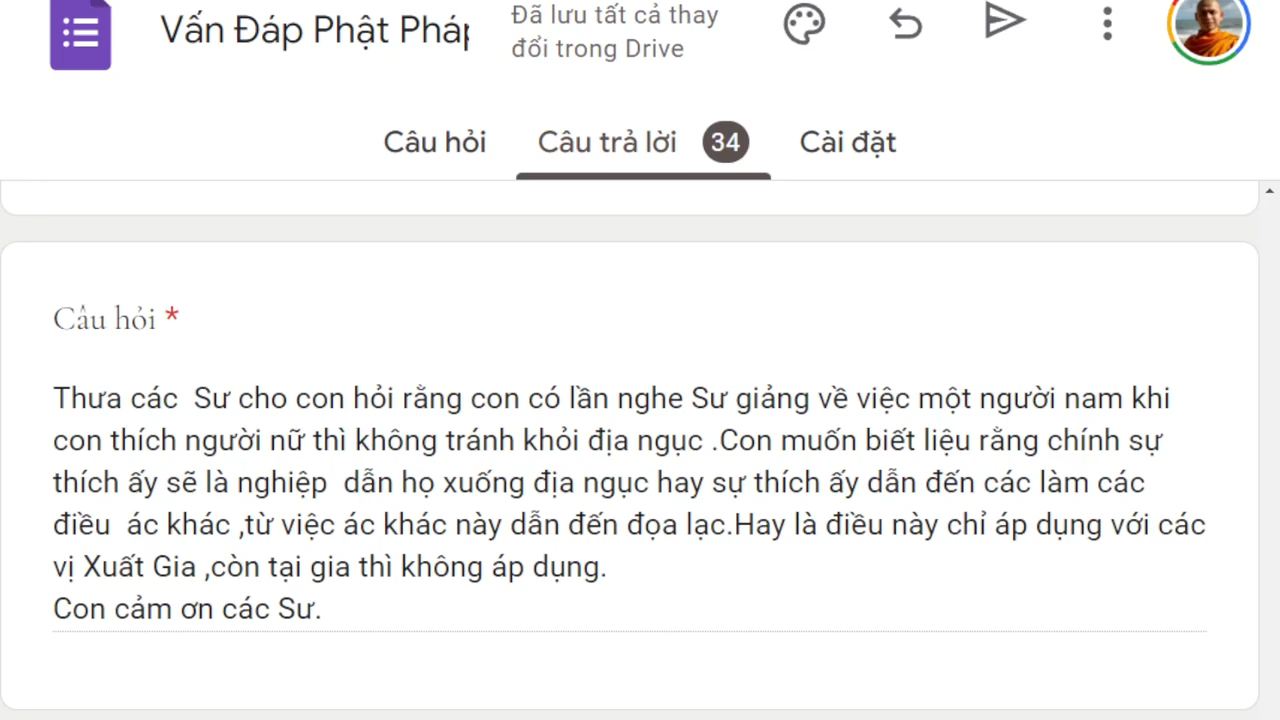 Vấn Đáp Phật Pháp
Đã lưu tất cả thay
đổi trong Drive
Câu hỏi
Câu trả lời 34
Cài đặt
Câu hỏi *
Thưa các  Sư cho con hỏi rằng con có lần nghe Sư giảng về việc một người nam khi
con thích người nữ thì không tránh khỏi địa ngục .Con muốn biết liệu rằng chính sự
thích ấy sẽ là nghiệp  dẫn họ xuống địa ngục hay sự thích ấy dẫn đến các làm các
điều  ác khác ,từ việc ác khác này dẫn đến đọa lạc.Hay là điều này chỉ áp dụng với các
vị Xuất Gia ,còn tại gia thì không áp dụng.
Con cảm ơn các Sư.